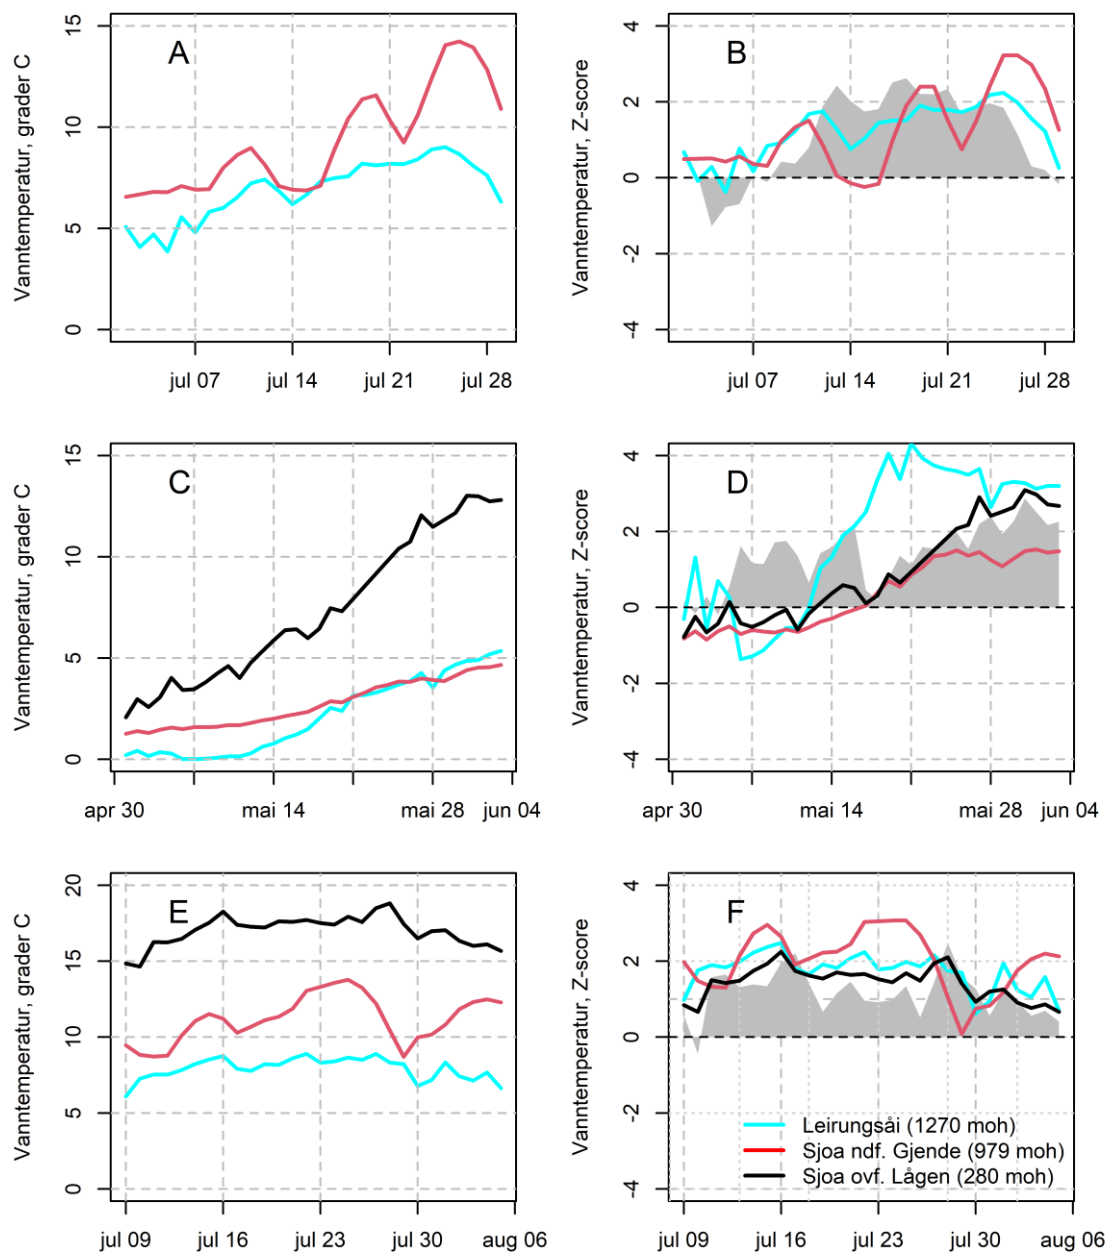 A
Vanntemperatur, grader C
15
10
5
0
jul 07
jul 14
jul 21
jul 28
B
Vanntemperatur, Z-score
4
2
0
-2
-4
jul 07
jul 14
jul 21
jul 28
C
Vanntemperatur, grader C
15
10
5
0
apr 30
mai 14
mai 28
jun 04
D
Vanntemperatur, Z-score
4
2
0
-2
-4
apr 30
mai 14
mai 28
jun 04
E
Vanntemperatur, grader C
20
15
10
5
0
jul 09
jul 16
jul 23
jul 30
aug 06
F
Vanntemperatur, Z-score
4
2
0
-2
-4
Leirungsåi (1270 moh)
Sjoa ndf. Gjende (979 moh)
Sjoa ovf. Lågen (280 moh)
jul 09
jul 16
jul 23
jul 30
aug 06